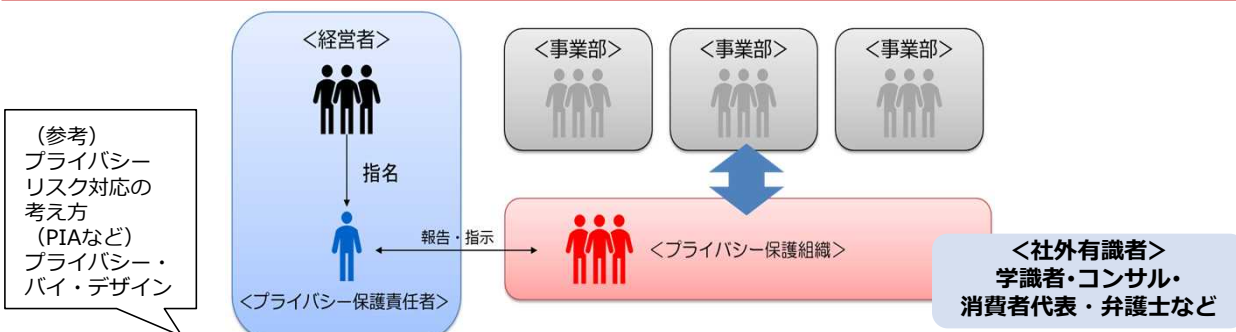 （参考）
プライバシー
リスク対応の
考え方
（PIAなど）
プライバシー・
バイ・デザイン
＜経営者＞
指名
＜プライバシー保護責任者＞
報告・指示
＜事業部＞
＜事業部＞
＜事業部＞
＜プライバシー保護組織＞
＜社外有識者＞
学識者･コンサル･
消費者代表・弁護士など